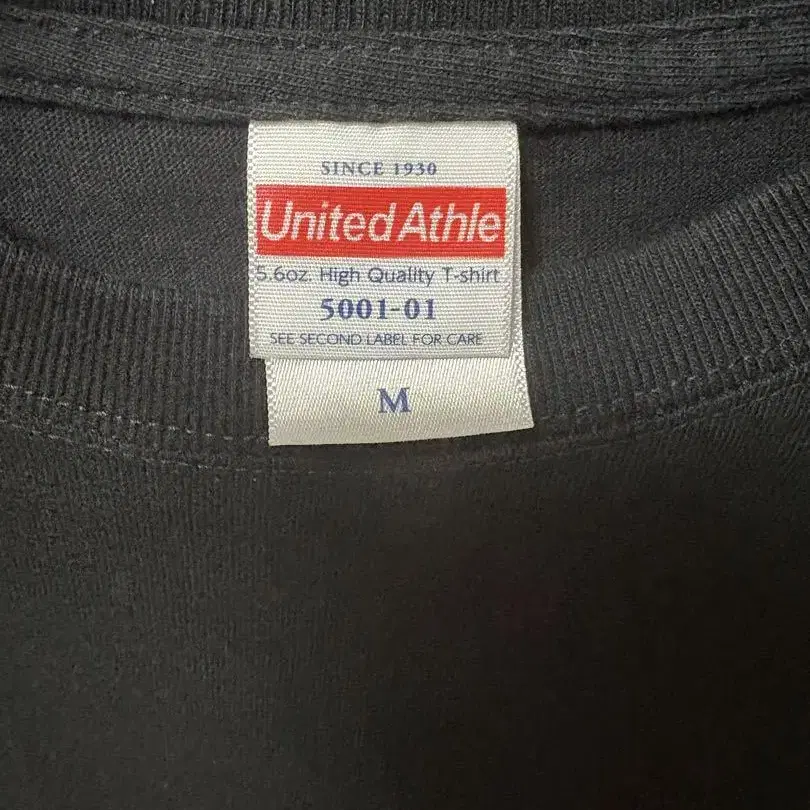 SINCE 1930
United Athle
5.6oz. High Quality T-shirt
5001-01
SEE SECOND LABEL FOR CARE
M